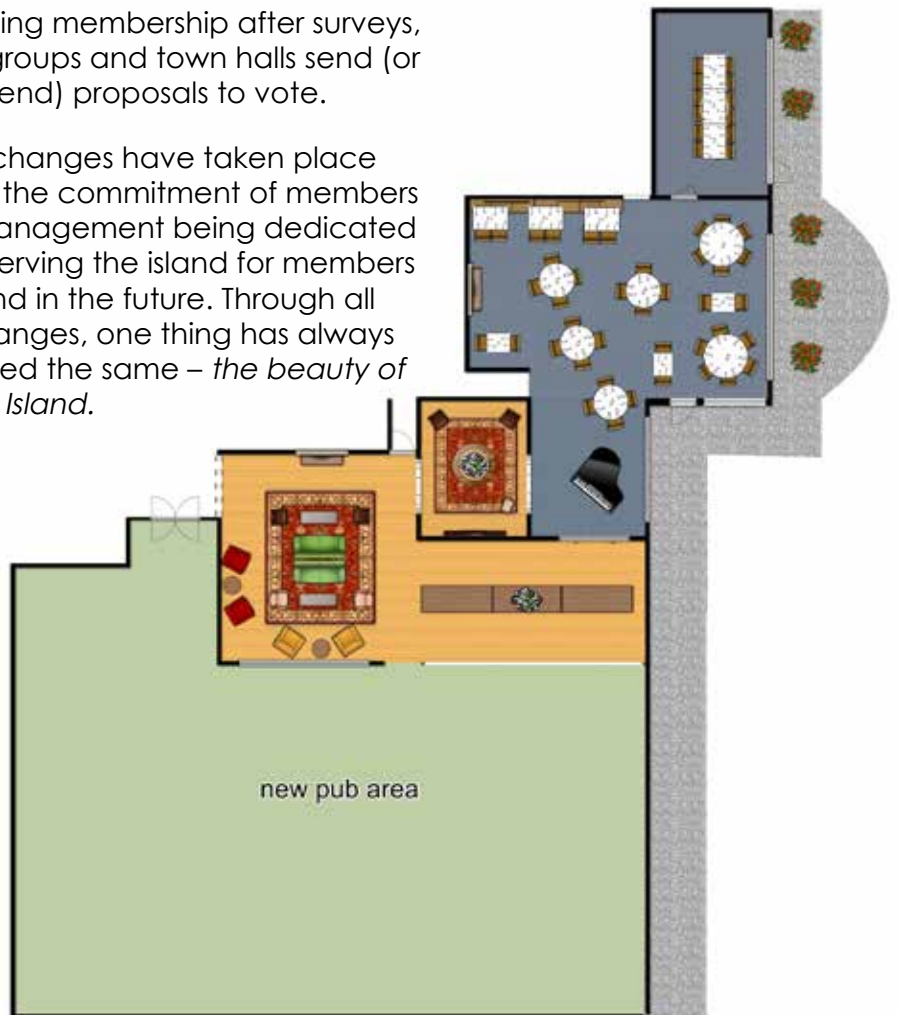 ing membership after surveys,
groups and town halls send (or
end) proposals to vote.
changes have taken place
the commitment of members
anagement being dedicated
erving the island for members
nd in the future. Through all
anges, one thing has always
ed the same – the beauty of
Island.
new pub area